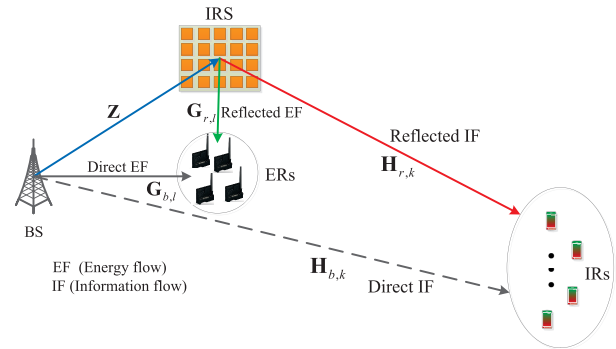 IRS
Z
G_{r,l} Reflected EF
Reflected IF
H_{r,k}
Direct EF
G_{b,l}
ERs
BS
EF (Energy flow)
IF (Information flow)
H_{b,k}
Direct IF
IRs